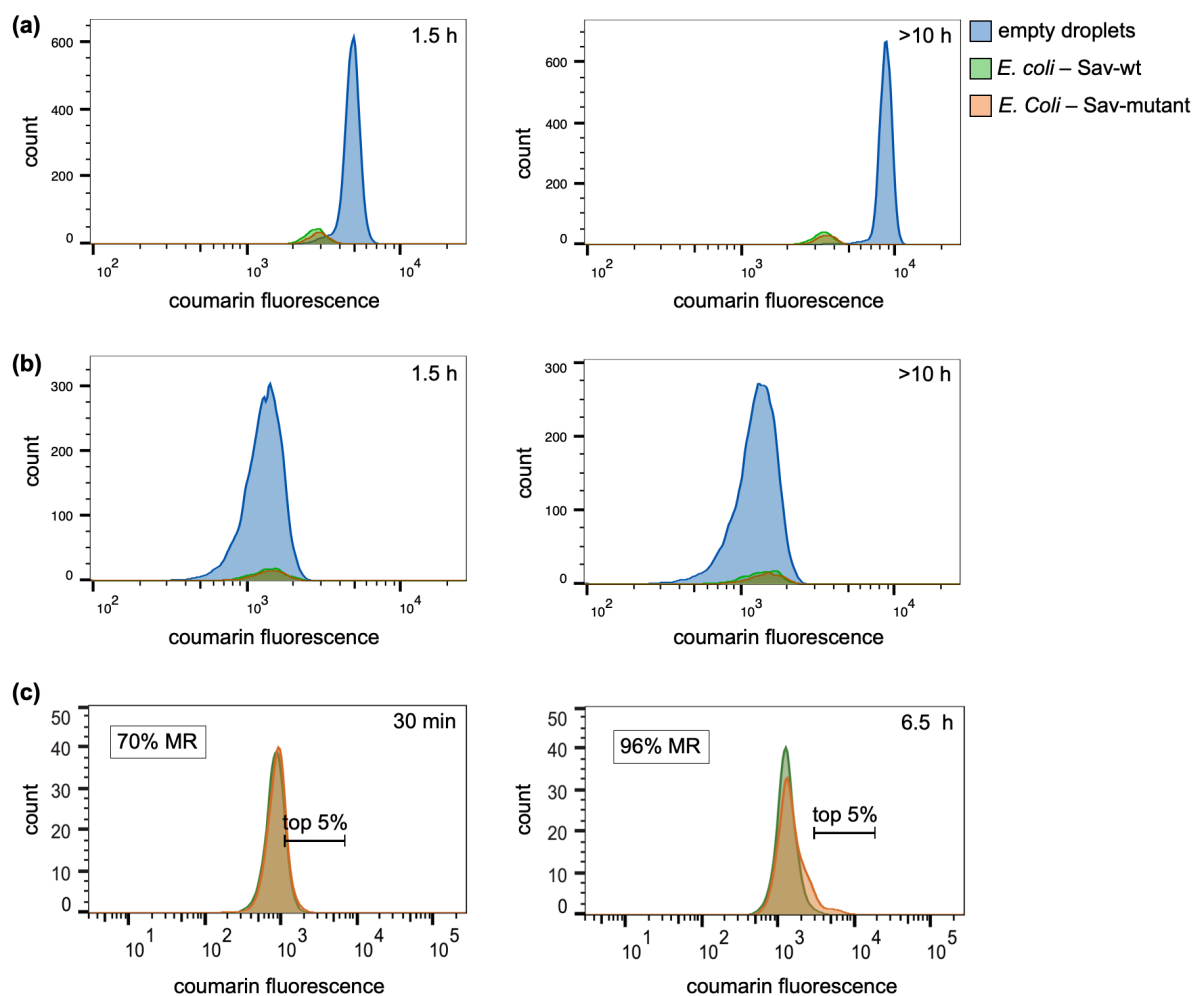 (a)
1.5 h
count
600
400
200
0
10^2
10^3
10^4
coumarin fluorescence
>10 h
count
600
400
200
0
10^2
10^3
10^4
coumarin fluorescence
empty droplets
E. coli – Sav-wt
E. Coli – Sav-mutant
(b)
1.5 h
count
300
200
100
0
10^2
10^3
10^4
coumarin fluorescence
>10 h
count
300
200
100
0
10^2
10^3
10^4
coumarin fluorescence
(c)
70% MR
30 min
top 5%
count
50
40
30
20
10
0
10^1
10^2
10^3
10^4
10^5
coumarin fluorescence
96% MR
6.5 h
top 5%
count
50
40
30
20
10
0
10^1
10^2
10^3
10^4
10^5
coumarin fluorescence